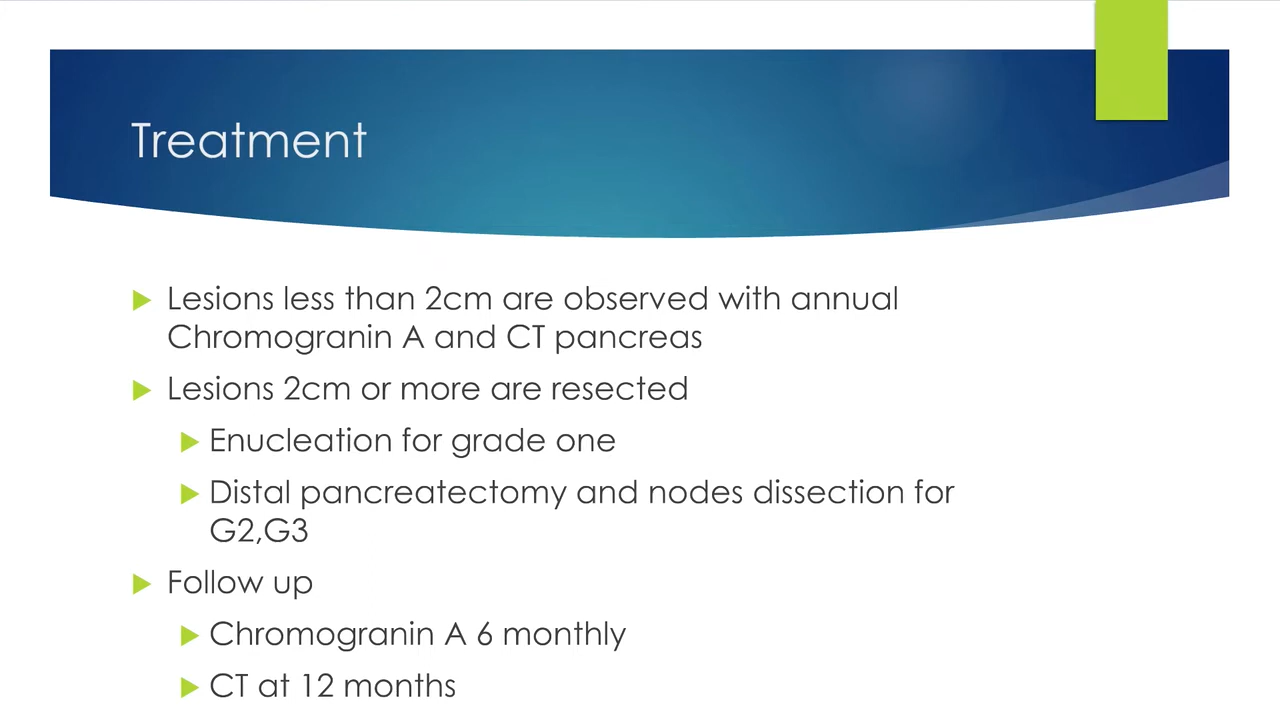 Treatment
Lesions less than 2cm are observed with annual
Chromogranin A and CT pancreas
Lesions 2cm or more are resected
Enucleation for grade one
Distal pancreatectomy and nodes dissection for
G2,G3
Follow up
Chromogranin A 6 monthly
CT at 12 months